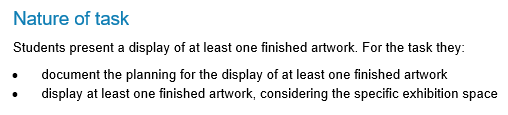 Nature of task
Students present a display of at least one finished artwork. For the task they:
• document the planning for the display of at least one finished artwork
• display at least one finished artwork, considering the specific exhibition space